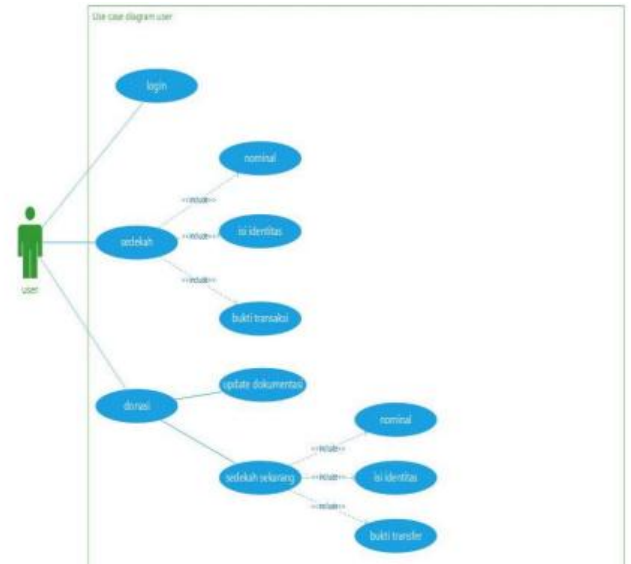 Use case diagram user
login
nominal
<<include>>
sedekah
<<include>>
isi identitas
<<include>>
user
bukti transaksi
update dokumentasi
donasi
nominal
<<include>>
sedekah sekarang
<<include>>
isi identitas
<<include>>
bukti transfer